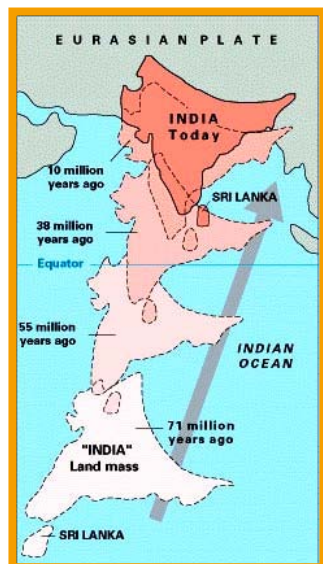 EURASIAN PLATE
INDIA
Today
10 million
years ago
SRI LANKA
38 million
years ago
Equator
55 million
years ago
INDIAN
OCEAN
71 million
years ago
"INDIA"
Land mass
SRI LANKA